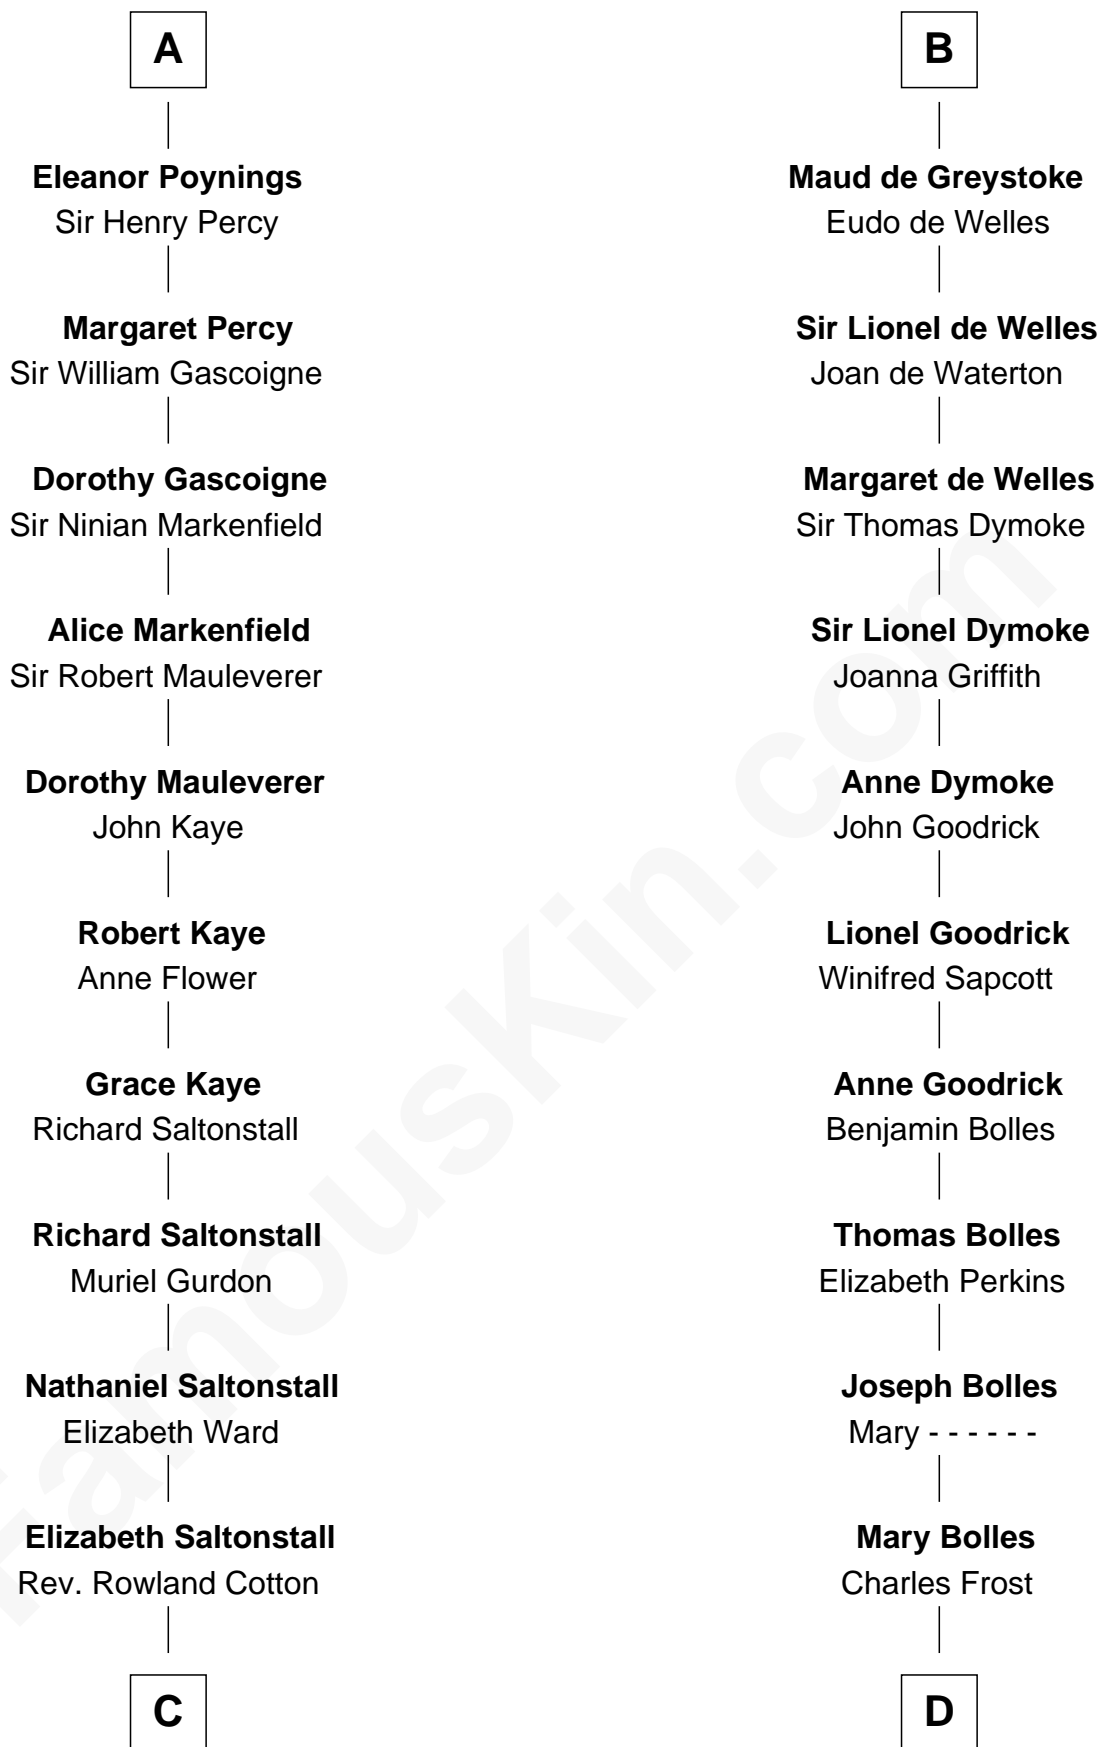 A
Eleanor Poynings
Sir Henry Percy
Margaret Percy
Sir William Gascoigne
Dorothy Gascoigne
Sir Ninian Markenfield
Alice Markenfield
Sir Robert Mauleverer
Dorothy Mauleverer
John Kaye
Robert Kaye
Anne Flower
Grace Kaye
Richard Saltonstall
Richard Saltonstall
Muriel Gurdon
Nathaniel Saltonstall
Elizabeth Ward
Elizabeth Saltonstall
Rev. Rowland Cotton
C
B
Maud de Greystoke
Eudo de Welles
Sir Lionel de Welles
Joan de Waterton
Margaret de Welles
Sir Thomas Dymoke
Sir Lionel Dymoke
Joanna Griffith
Anne Dymoke
John Goodrick
Lionel Goodrick
Winifred Sapcott
Anne Goodrick
Benjamin Bolles
Thomas Bolles
Elizabeth Perkins
Joseph Bolles
Mary - - - - - -
Mary Bolles
Charles Frost
D
FamousKin.com